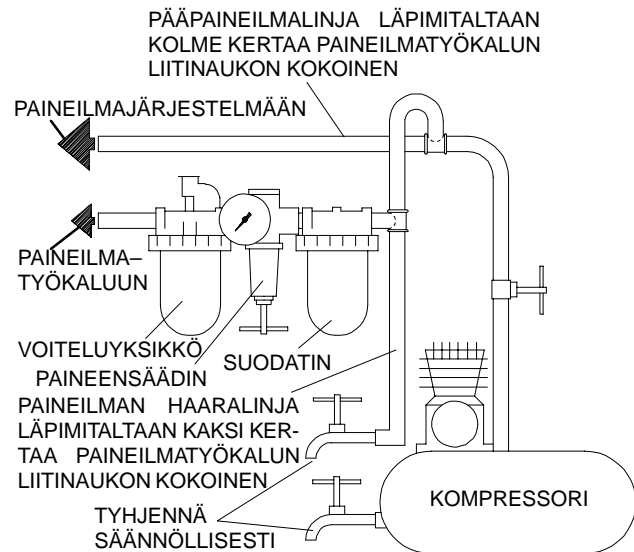 PÄÄPAINEILMALINJA LÄPIMITALTAAN
KOLME KERTAA PAINEILMATYÖKALUN
LIITINAUKON KOKOINEN
PAINEILMAJÄRJESTELMÄÄN
PAINEILMA–
TYÖKALUUN
VOITELUYKSIKKÖ
SUODATIN
PAINEENSÄÄDIN
PAINEILMAN HAARALINJA
LÄPIMITALTAAN KAKSI KER-
TAA PAINEILMATYÖKALUN
LIITINAUKON KOKOINEN
KOMPRESSORI
TYHJENNÄ
SÄÄNNÖLLISESTI